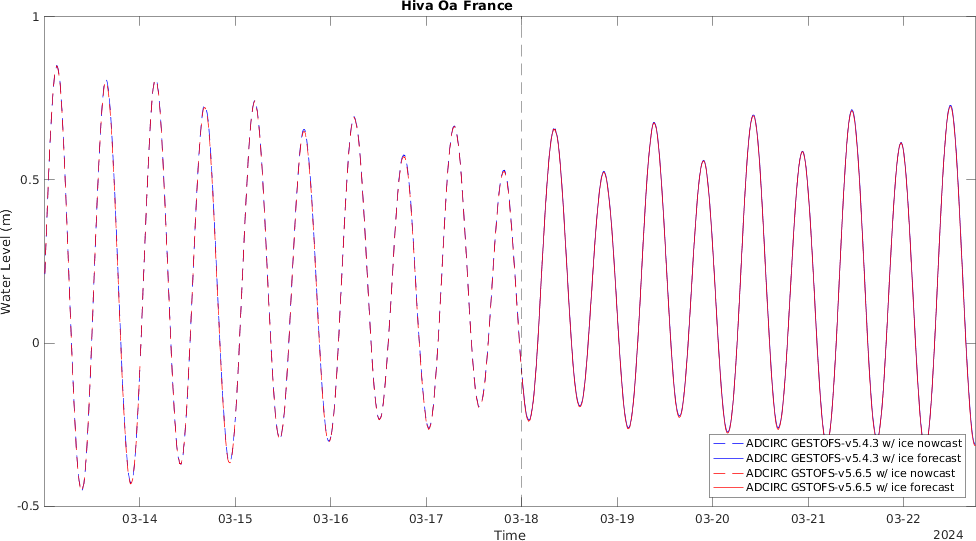 Hiva Oa France
1
0.5
0
-0.5
Water Level (m)
ADCIRC GESTOFS-v5.4.3 w/ ice nowcast
ADCIRC GESTOFS-v5.4.3 w/ ice forecast
ADCIRC GSTOFS-v5.6.5 w/ ice nowcast
ADCIRC GSTOFS-v5.6.5 w/ ice forecast
03-14 03-15 03-16 03-17 03-18 03-19 03-20 03-21 03-22
Time
2024